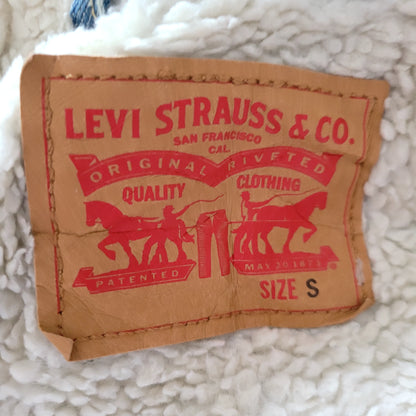 LEVI STRAUSS & CO.
SAN FRANCISCO
CAL.
ORIGINAL RIVETED
QUALITY CLOTHING
PATENTED MAY 20 1873
SIZE S